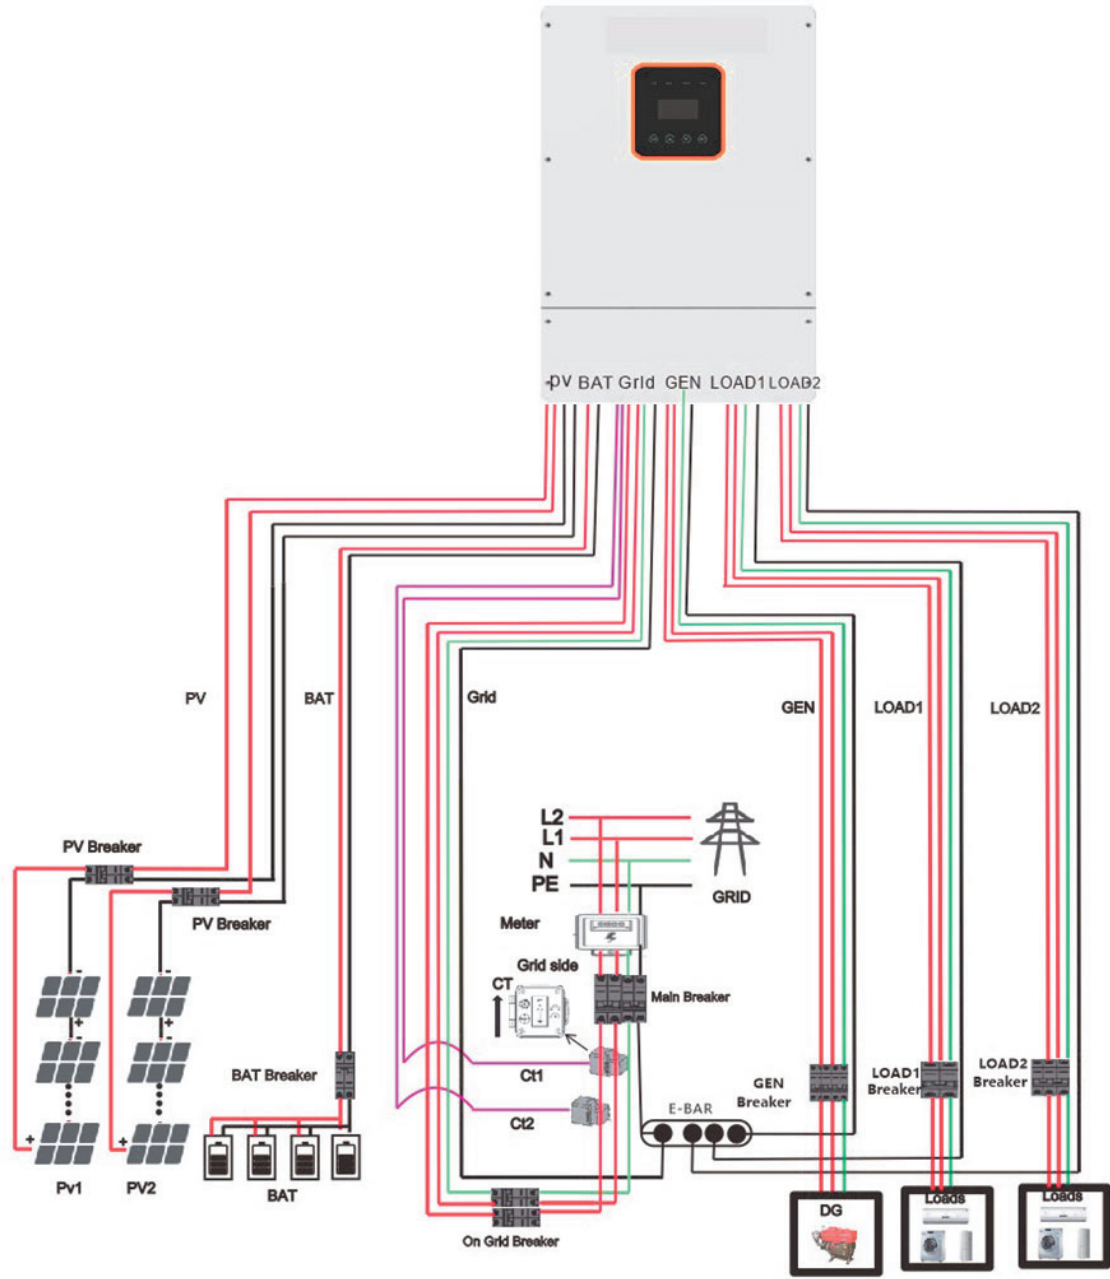 pv BAT Grid GEN LOAD1 LOAD2
PV
BAT
Grid
GEN
LOAD1
LOAD2
L2
L1
N
PE
GRID
PV Breaker
PV Breaker
Meter
Grid side
CT
Main Breaker
Ct1
Ct2
BAT Breaker
GEN
Breaker
LOAD1
Breaker
LOAD2
Breaker
E-BAR
-
-
+
+
-
-
+
+
Pv1
PV2
BAT
On Grid Breaker
DG
Loads
Loads